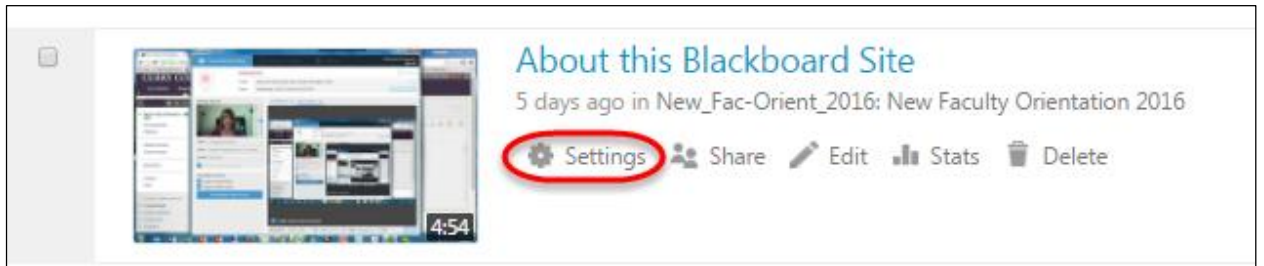 About this Blackboard Site
5 days ago in New_Fac-Orient_2016: New Faculty Orientation 2016
Settings Share Edit Stats Delete
4:54